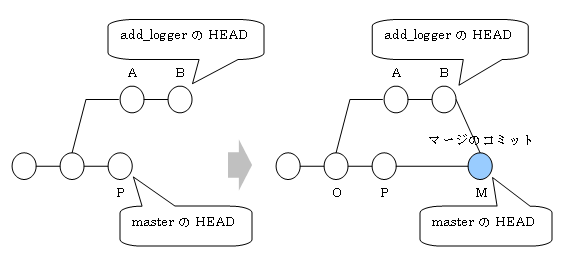 add_logger の HEAD
A
B
P
master の HEAD
add_logger の HEAD
A
B
マージのコミット
O
P
M
master の HEAD